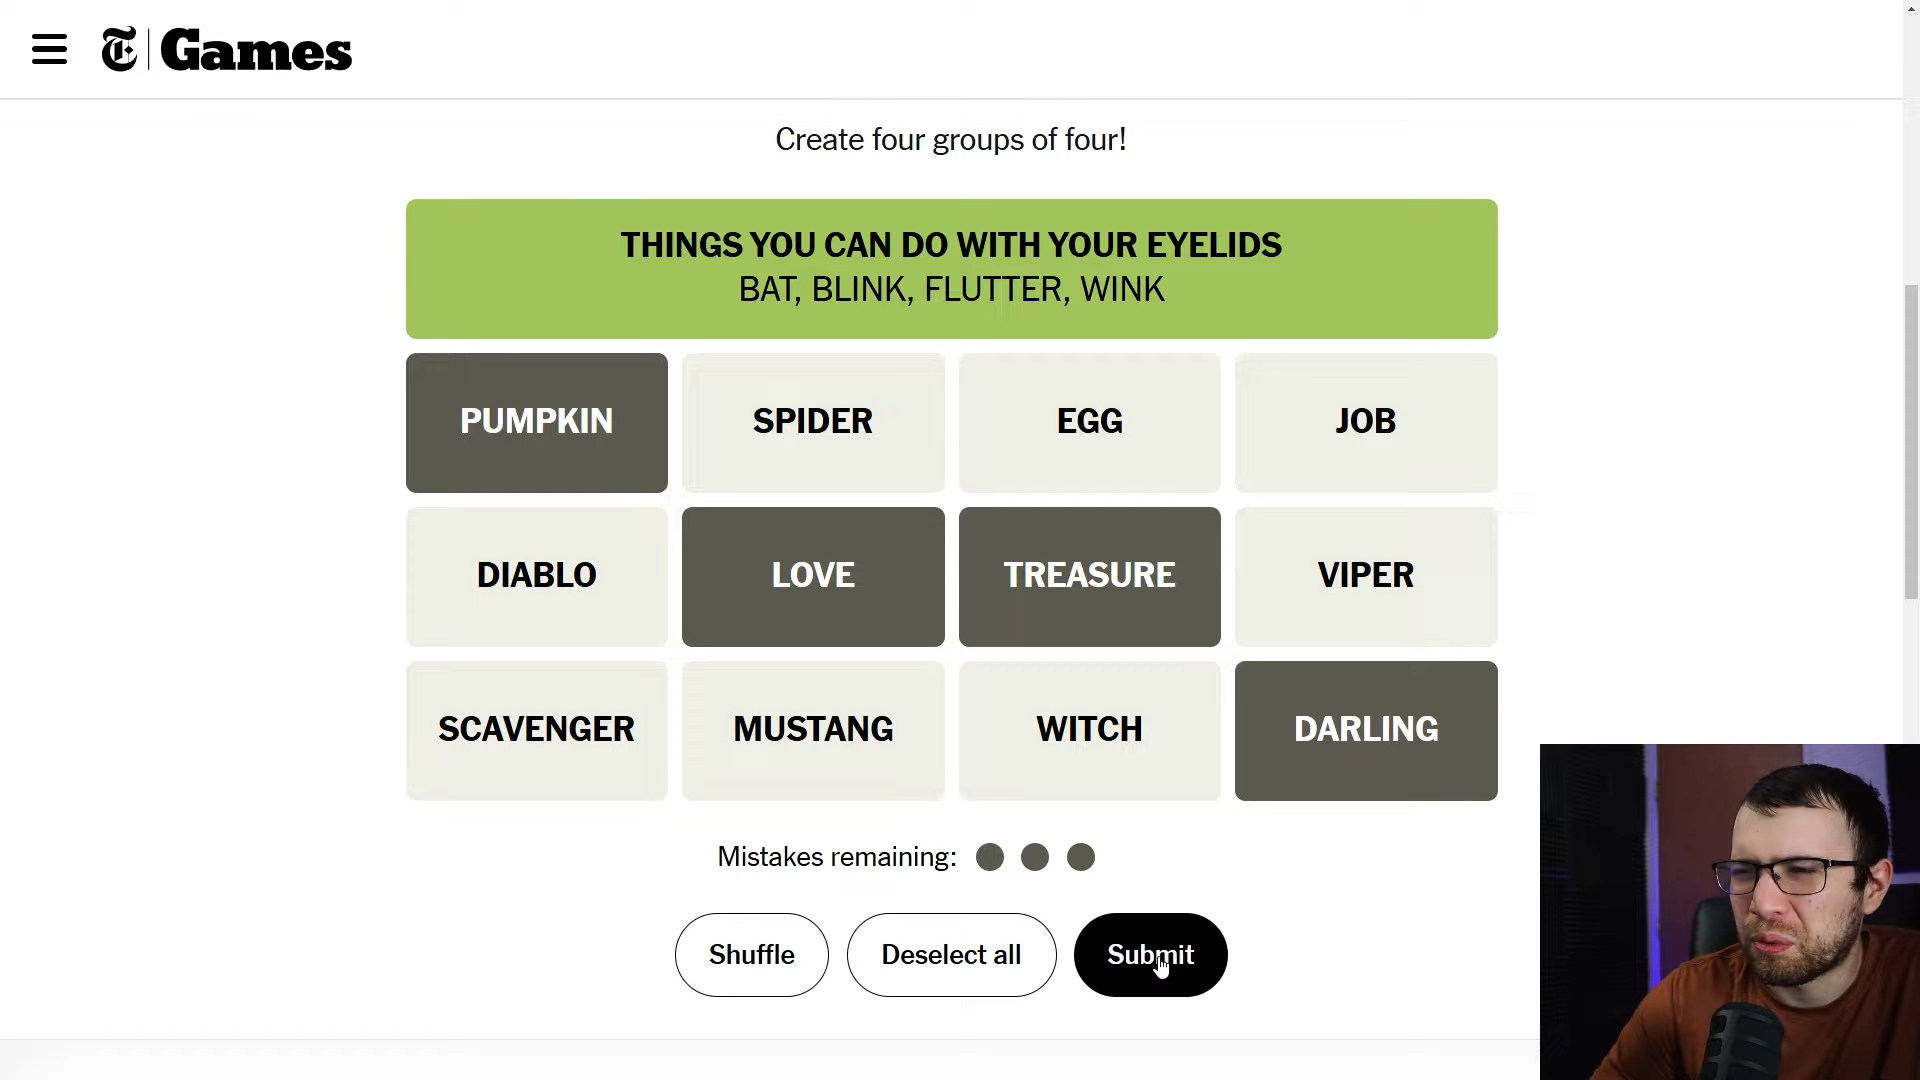 T Games
Create four groups of four!
THINGS YOU CAN DO WITH YOUR EYELIDS
BAT, BLINK, FLUTTER, WINK
PUMPKIN SPIDER EGG JOB
DIABLO LOVE TREASURE VIPER
SCAVENGER MUSTANG WITCH DARLING
Mistakes remaining:
Shuffle Deselect all Submit